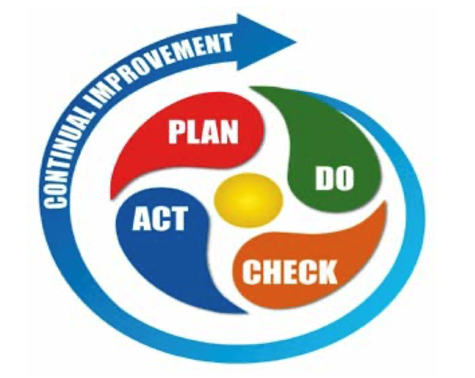 CONTINUAL IMPROVEMENT
PLAN
DO
CHECK
ACT